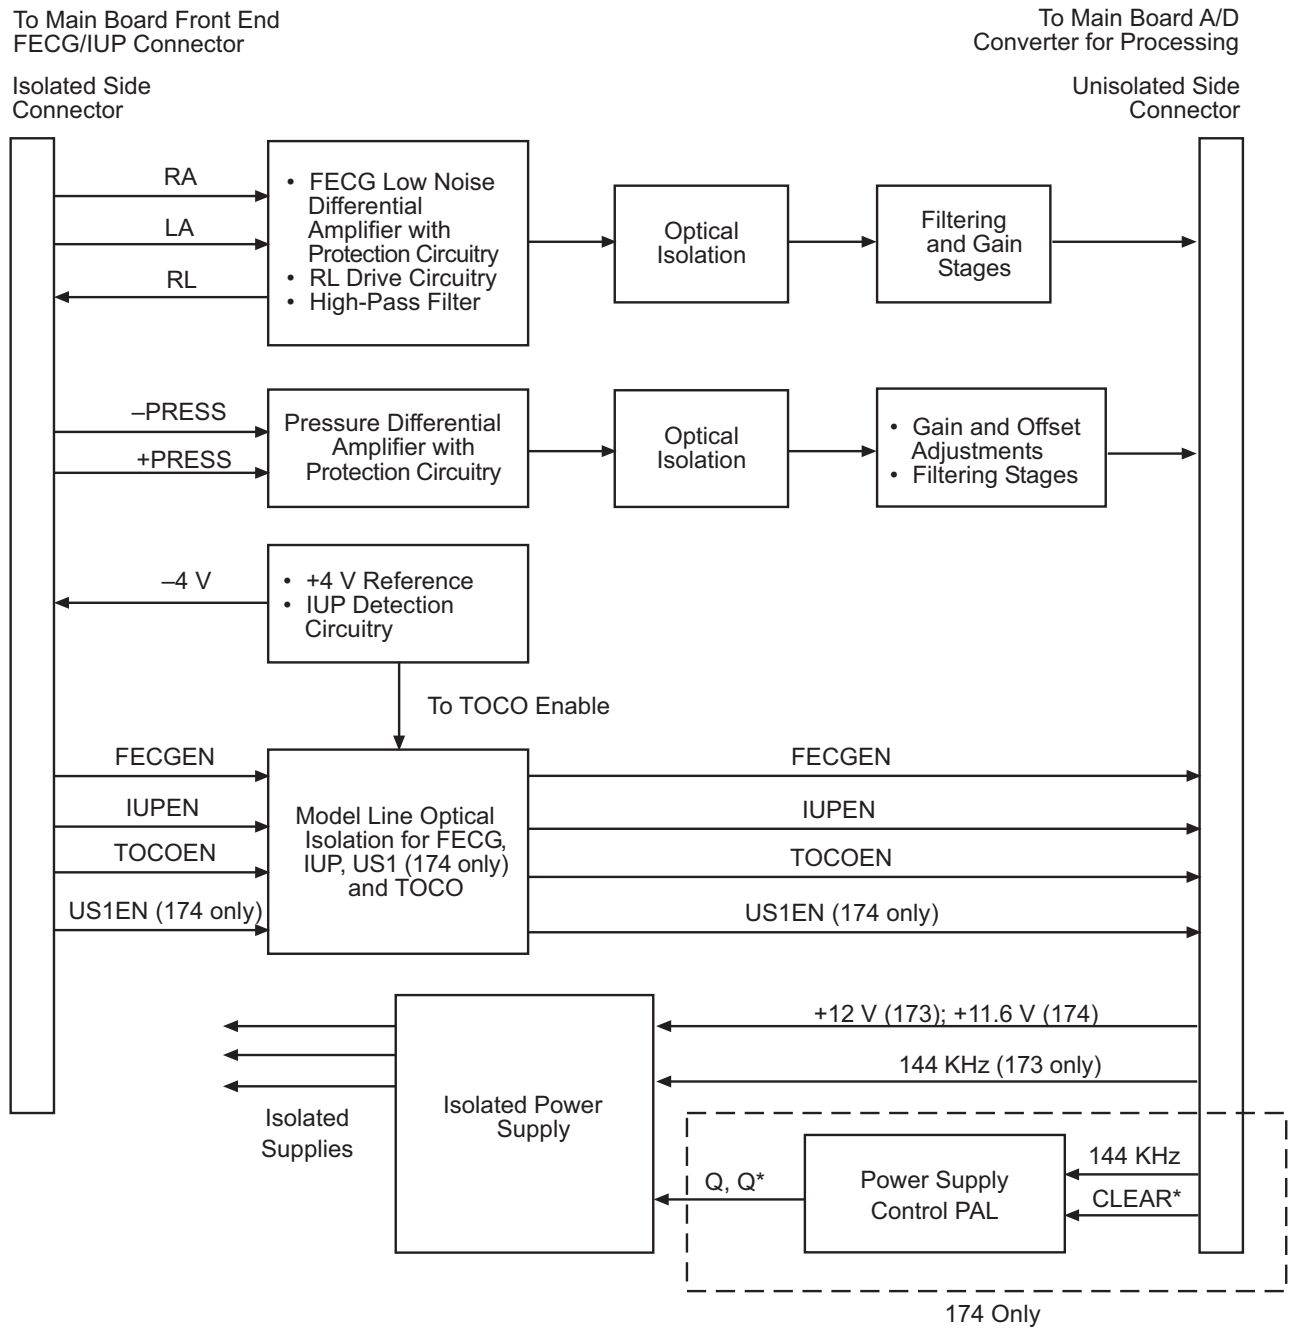 To Main Board Front End
FECG/IUP Connector
To Main Board A/D
Converter for Processing
Isolated Side
Connector
Unisolated Side
Connector
RA
LA
RL
• FECG Low Noise
Differential
Amplifier with
Protection Circuitry
• RL Drive Circuitry
• High-Pass Filter
Optical
Isolation
Filtering
and Gain
Stages
–PRESS
+PRESS
Pressure Differential
Amplifier with
Protection Circuitry
Optical
Isolation
• Gain and Offset
Adjustments
• Filtering Stages
–4 V
• +4 V Reference
• IUP Detection
Circuitry
To TOCO Enable
FECGEN
IUPEN
TOCOEN
US1EN (174 only)
Model Line Optical
Isolation for FECG,
IUP, US1 (174 only)
and TOCO
FECGEN
IUPEN
TOCOEN
US1EN (174 only)
+12 V (173); +11.6 V (174)
144 KHz (173 only)
Isolated
Supplies
Isolated Power
Supply
Q, Q*
Power Supply
Control PAL
144 KHz
CLEAR*
174 Only